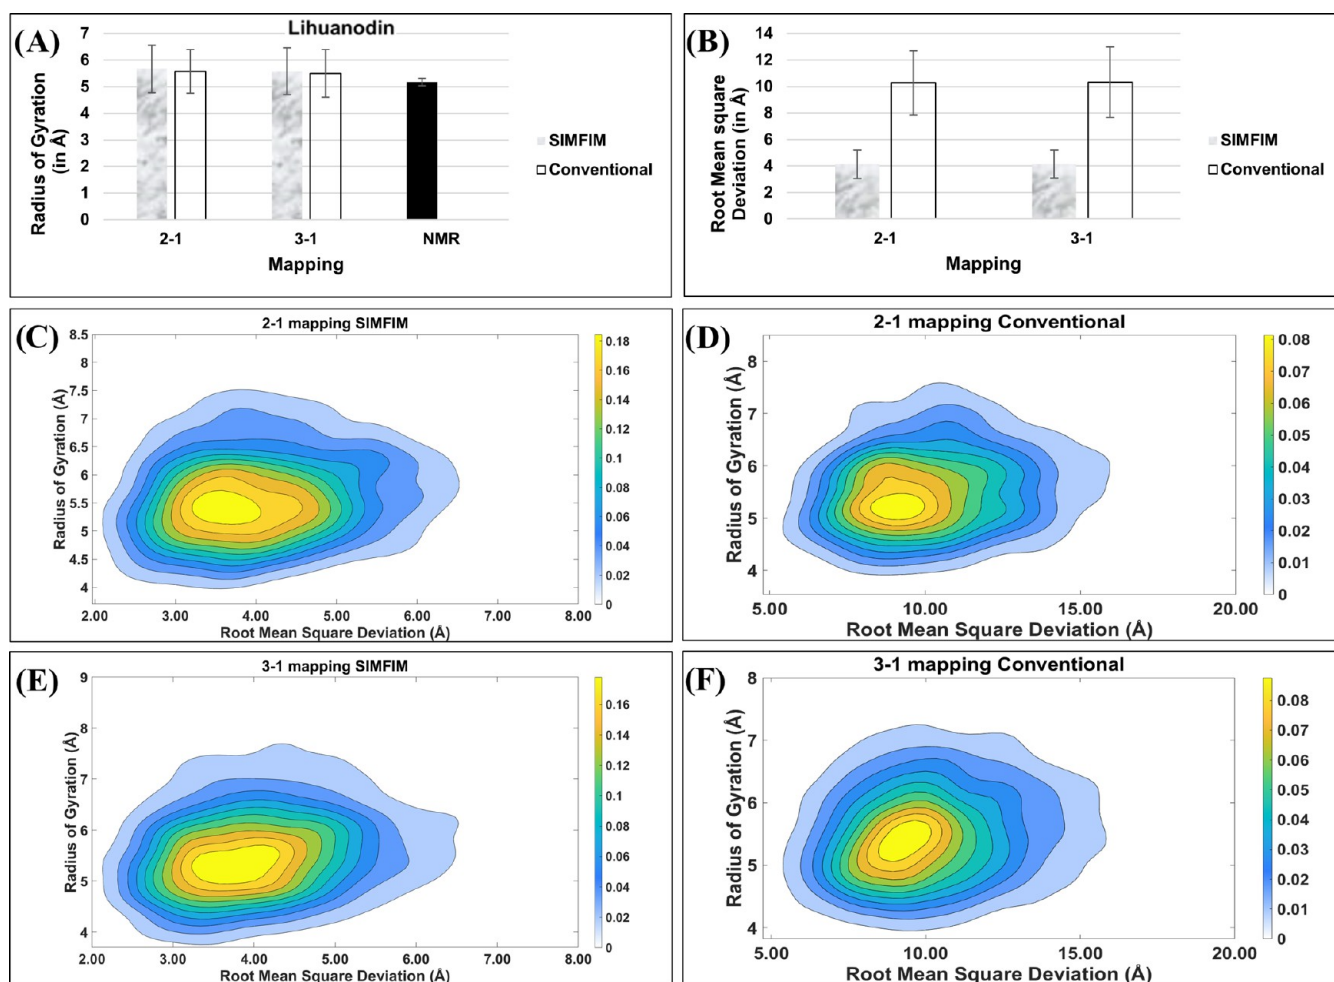 (A)
Lihuanodin
Radius of Gyration
(in Å)
7
6
5
4
3
2
1
0
2-1
3-1
NMR
Mapping
SIMFIM
Conventional
(B)
Root Mean square
Deviation (in Å)
14
12
10
8
6
4
2
0
2-1
3-1
Mapping
SIMFIM
Conventional
(C)
2-1 mapping SIMFIM
Radius of Gyration (Å)
8.5
8
7.5
7
6.5
6
5.5
5
4.5
4
2.00 3.00 4.00 5.00 6.00 7.00 8.00
Root Mean Square Deviation (Å)
0.18
0.16
0.14
0.12
0.1
0.08
0.06
0.04
0.02
0
(D)
2-1 mapping Conventional
Radius of Gyration (Å)
8
7
6
5
4
5.00 10.00 15.00 20.00
Root Mean Square Deviation (Å)
0.08
0.07
0.06
0.05
0.04
0.03
0.02
0.01
0
(E)
3-1 mapping SIMFIM
Radius of Gyration (Å)
9
8
7
6
5
4
2.00 3.00 4.00 5.00 6.00 7.00 8.00
Root Mean Square Deviation (Å)
0.16
0.14
0.12
0.1
0.08
0.06
0.04
0.02
0
(F)
3-1 mapping Conventional
Radius of Gyration (Å)
8
7
6
5
4
5.00 10.00 15.00 20.00
Root Mean Square Deviation (Å)
0.08
0.07
0.06
0.05
0.04
0.03
0.02
0.01
0